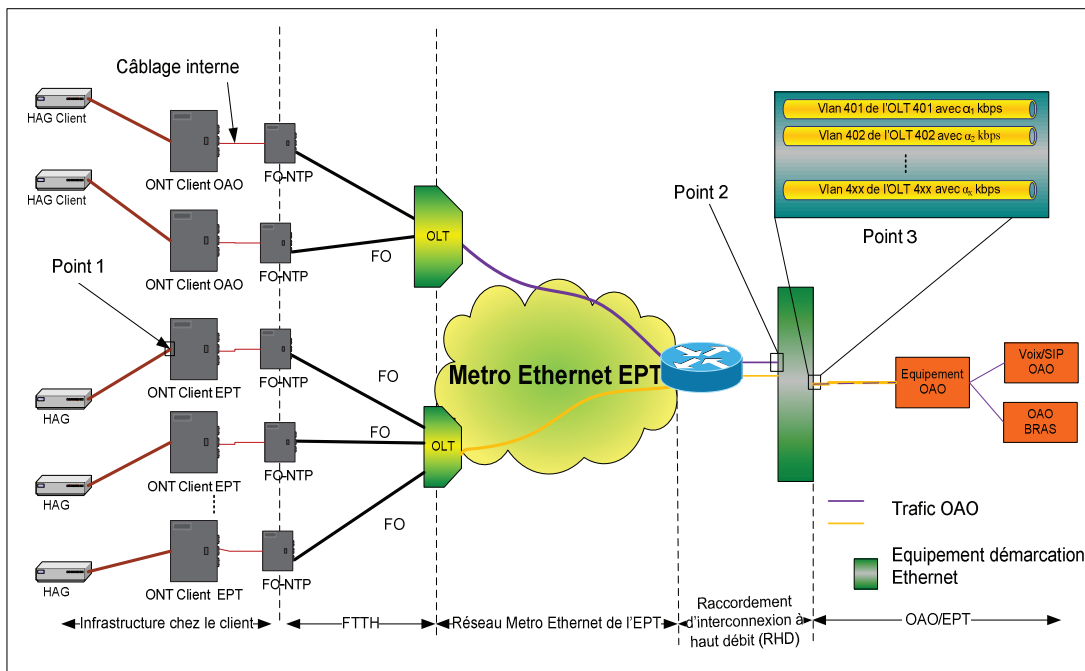 Câblage interne
HAG Client
ONT Client OAO
FO-NTP
HAG Client
ONT Client OAO
FO-NTP
Point 1
HAG
ONT Client EPT
FO-NTP
HAG
ONT Client EPT
FO-NTP
HAG
ONT Client EPT
FO-NTP
FO
FO
FO
FO
OLT
OLT
Metro Ethernet EPT
Point 2
Vlan 401 de l'OLT 401 avec α1 kbps
Vlan 402 de l'OLT 402 avec α2 kbps
Vlan 4xx de l'OLT 4xx avec αx kbps
Point 3
Equipement
OAO
Voix/SIP
OAO
OAO
BRAS
Trafic OAO
Equipement démarcation
Ethernet
Infrastructure chez le client
FTTH
Réseau Metro Ethernet de l'EPT
Raccordement
d'interconnexion à
haut débit (RHD)
OAO/EPT